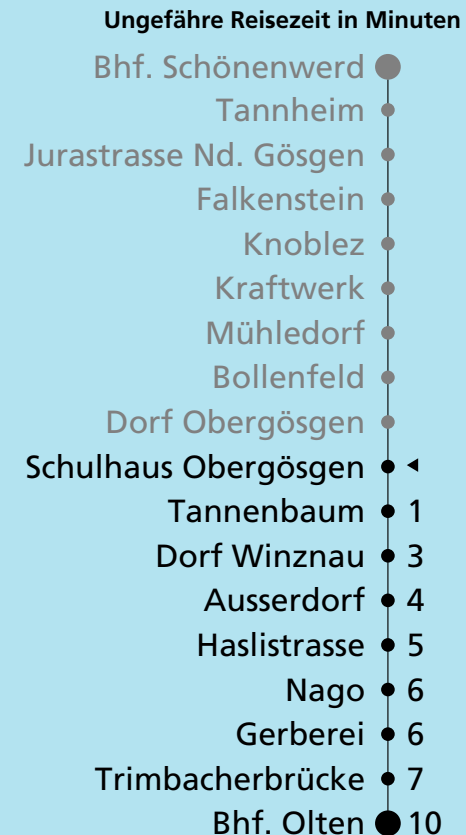 Ungefähre Reisezeit in Minuten
Bhf. Schönenwerd
Tannheim
Jurastrasse Nd. Gösgen
Falkenstein
Knoblez
Kraftwerk
Mühledorf
Bollenfeld
Dorf Obergösgen
Schulhaus Obergösgen
Tannenbaum 1
Dorf Winznau 3
Ausserdorf 4
Haslistrasse 5
Nago 6
Gerberei 6
Trimbacherbrücke 7
Bhf. Olten 10